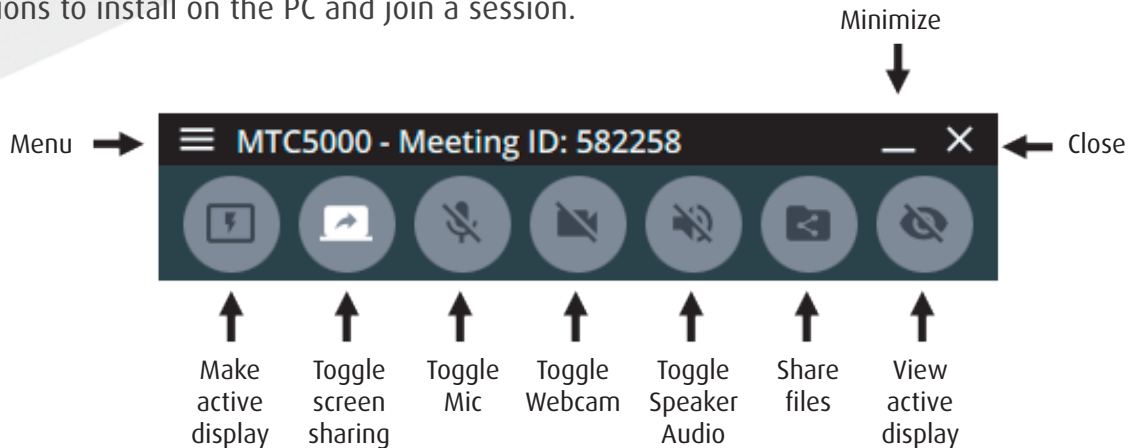 ions to install on the PC and join a session.
Minimize
Menu
MTC5000 - Meeting ID: 582258
Close
Make
active
display
Toggle
screen
sharing
Toggle
Mic
Toggle
Webcam
Toggle
Speaker
Audio
Share
files
View
active
display